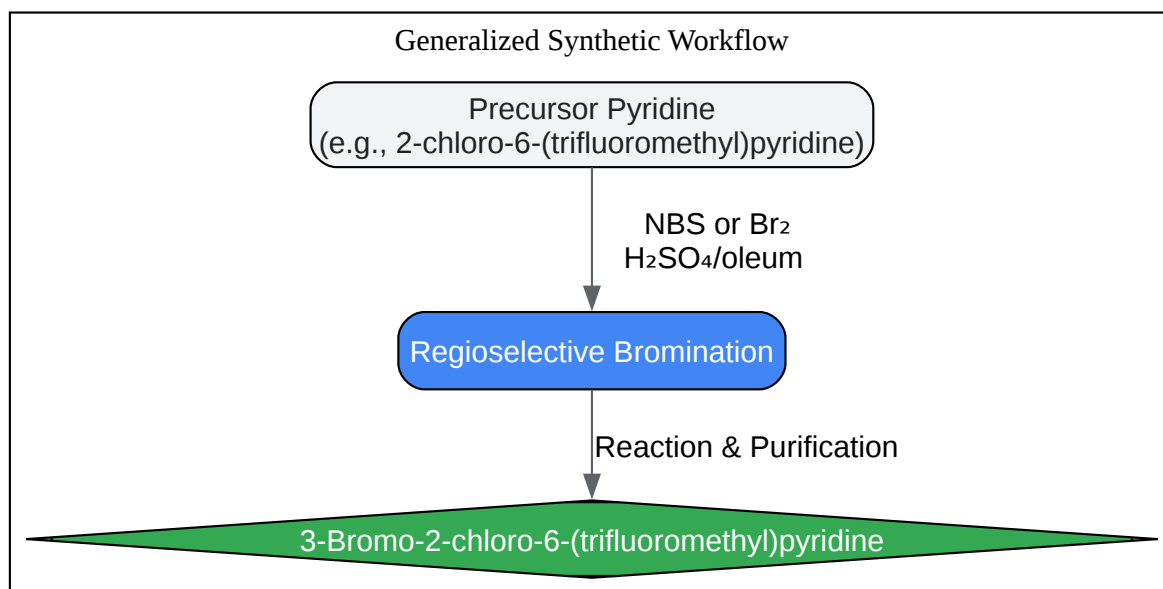 Generalized Synthetic Workflow
Precursor Pyridine
(e.g., 2-chloro-6-(trifluoromethyl)pyridine)
NBS or Br₂
H₂SO₄/oleum
Regioselective Bromination
Reaction & Purification
3-Bromo-2-chloro-6-(trifluoromethyl)pyridine